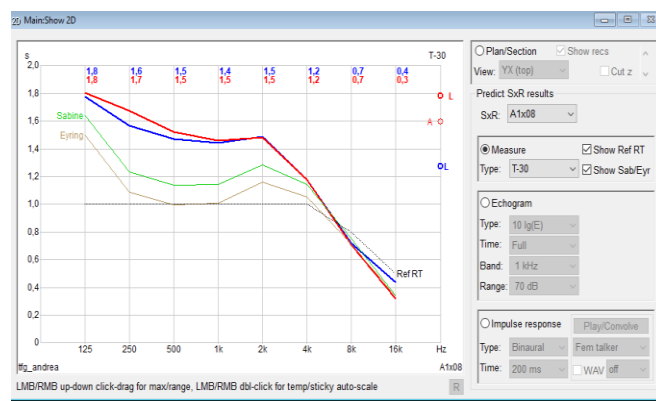 2D Main:Show 2D
s
T-30
2,0
1,8 1,6 1,5 1,4 1,5 1,2 0,7 0,4
1,8 1,7 1,5 1,5 1,5 1,2 0,7 0,3
1,8
L
Sabine
A
1,6
Eyring
1,4
L
1,2
1,0
0,8
0,6
Ref RT
0,4
0,2
0
125 250 500 1k 2k 4k 8k 16k Hz
tfg_andrea
A1x08
LMB/RMB up-down click-drag for max/range, LMB/RMB dbl-click for temp/sticky auto-scale
R
Plan/Section Show recs
View: YX (top) Cut z
Predict SxR results
SxR: A1x08
Measure Show Ref RT
Type: T-30 Show Sab/Eyr
Echogram
Type: 10 lg(E)
Time: Full
Band: 1 kHz
Range: 70 dB
Impulse response Play/Convolve
Type: Binaural Fem talker
Time: 200 ms WAV off